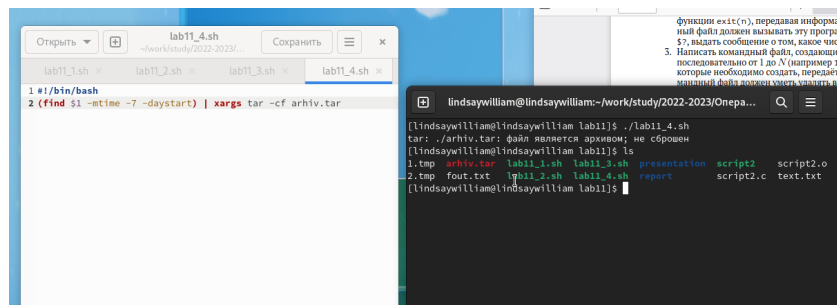 Открыть
lab11_4.sh
~/work/study/2022-2023/...
Сохранить
lab11_1.sh ×
lab11_2.sh ×
lab11_3.sh ×
lab11_4.sh ×
1 #!/bin/bash
2 (find $1 -mtime -7 -daystart) | xargs tar -cf arhiv.tar
функции exit(n), передавая информа
ный файл должен вызывать эту програ
$?, выдать сообщение о том, какое чис
3. Написать командный файл, создающи
последовательно от 1 до N (например 1
которые необходимо создать, передаёт
мандный файл должен уметь удалять в
lindsaywilliam@lindsaywilliam:~/work/study/2022-2023/Опера...
[lindsaywilliam@lindsaywilliam lab11]$ ./lab11_4.sh
tar: ./arhiv.tar: файл является архивом; не сброшен
[lindsaywilliam@lindsaywilliam lab11]$ ls
1.tmp arhiv.tar lab11_1.sh lab11_3.sh presentation script2 script2.o
2.tmp fout.txt lab11_2.sh lab11_4.sh report script2.c text.txt
[lindsaywilliam@lindsaywilliam lab11]$